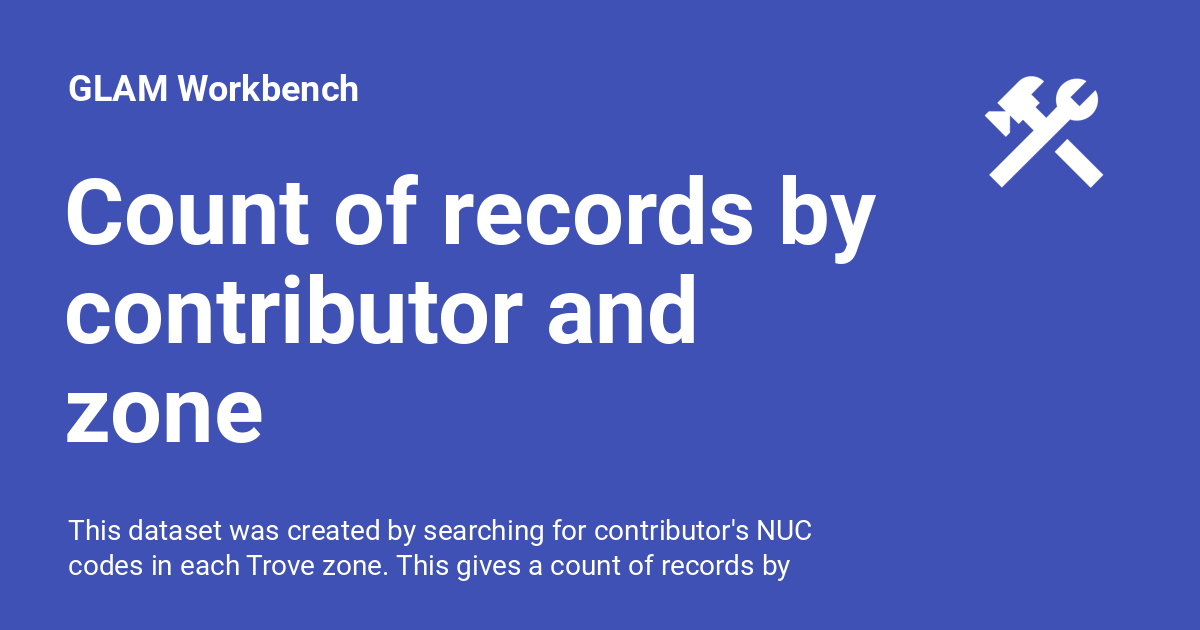 GLAM Workbench
Count of records by
contributor and
zone
This dataset was created by searching for contributor's NUC
codes in each Trove zone. This gives a count of records by